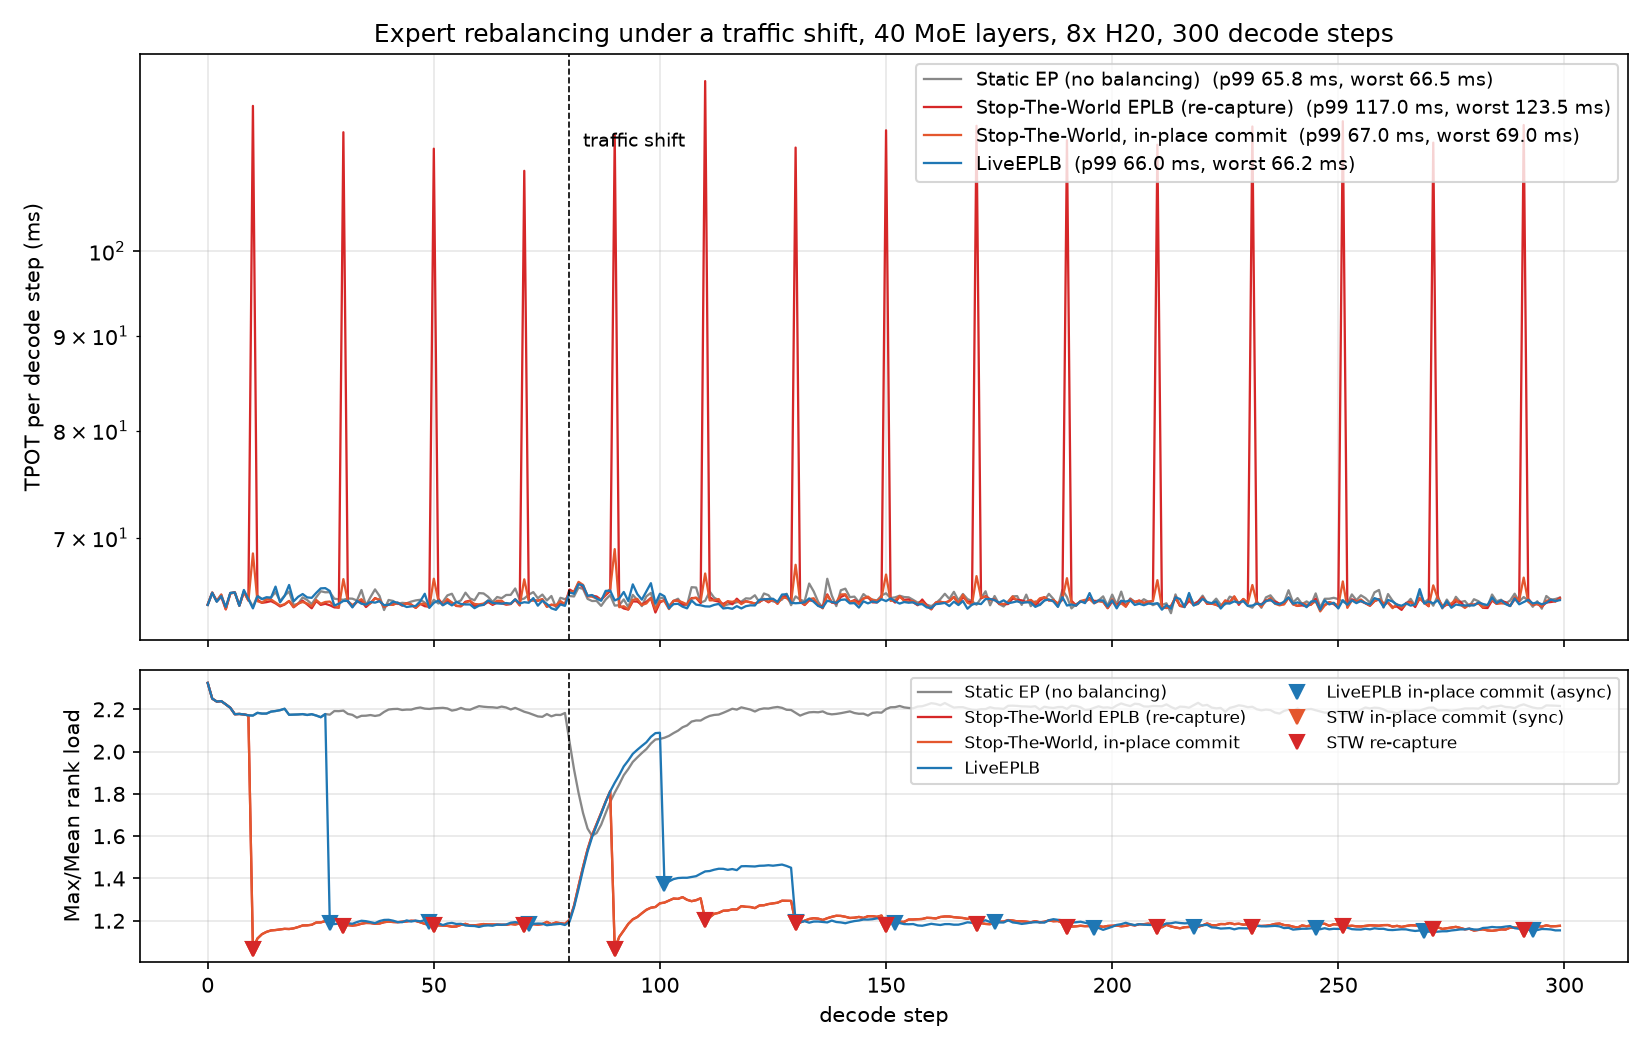 Expert rebalancing under a traffic shift, 40 MoE layers, 8x H20, 300 decode steps
TPOT per decode step (ms)
10²
9 × 10¹
8 × 10¹
7 × 10¹
traffic shift
Static EP (no balancing)  (p99 65.8 ms, worst 66.5 ms)
Stop-The-World EPLB (re-capture)  (p99 117.0 ms, worst 123.5 ms)
Stop-The-World, in-place commit  (p99 67.0 ms, worst 69.0 ms)
LiveEPLB  (p99 66.0 ms, worst 66.2 ms)
Max/Mean rank load
2.2
2.0
1.8
1.6
1.4
1.2
Static EP (no balancing)
Stop-The-World EPLB (re-capture)
Stop-The-World, in-place commit
LiveEPLB
LiveEPLB in-place commit (async)
STW in-place commit (sync)
STW re-capture
0
50
100
150
200
250
300
decode step